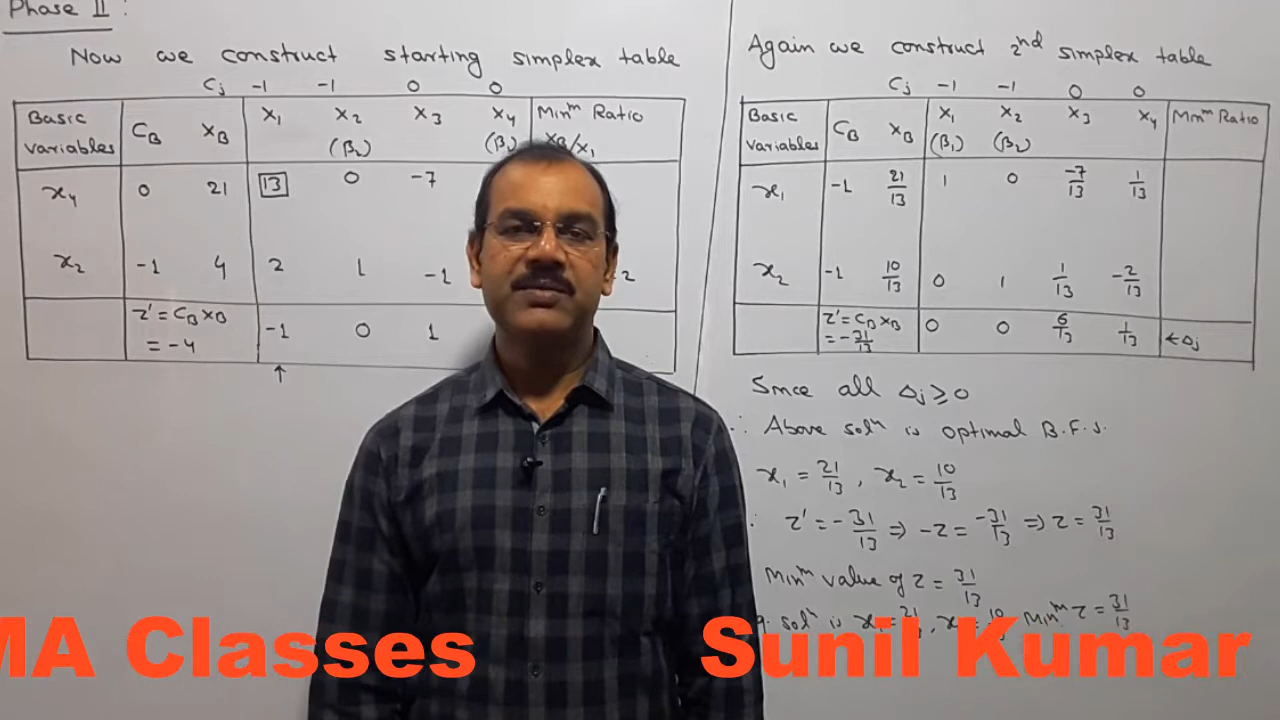 Phase II :
Now we construct starting simplex table
Cj -1 -1 0 0
Basic variables CB XB x1 x2 (β2) x3 x4 (β1) Minm Ratio XB/x1
x4 0 21 13 0 -7
x2 -1 4 2 1 -1 2
Z' = CB XB = -4 -1 0 1
↑
Again we construct 2nd simplex table
Cj -1 -1 0 0
Basic variables CB XB x1 (β1) x2 (β2) x3 x4 Minm Ratio
x1 -1 21/13 1 0 -7/13 1/13
x2 -1 10/13 0 1 1/13 -2/13
Z' = CB XB = -31/13 0 0 6/13 1/13 ← Δj
Since all Δj ≥ 0
∴ Above soln is optimal B.F.S.
x1 = 21/13, x2 = 10/13
∴ Z' = -31/13 ⇒ -Z = -31/13 ⇒ Z = 31/13
Minm value of Z = 31/13
soln is x1 = 21/13, Minm Z = 31/13
MA Classes Sunil Kumar